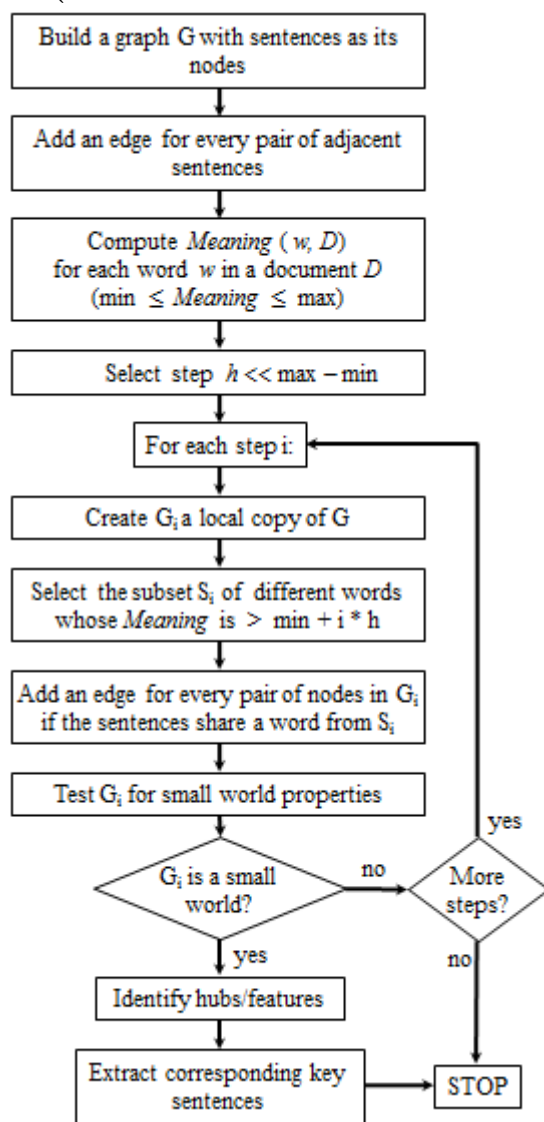 Build a graph G with sentences as its
nodes
Add an edge for every pair of adjacent
sentences
Compute Meaning ( w, D)
for each word w in a document D
(min ≤ Meaning ≤ max)
Select step h << max – min
For each step i:
Create Gᵢ a local copy of G
Select the subset Sᵢ of different words
whose Meaning is > min + i * h
Add an edge for every pair of nodes in Gᵢ
if the sentences share a word from Sᵢ
Test Gᵢ for small world properties
yes
Gᵢ is a small
world?
no
More
steps?
yes
no
Identify hubs/features
Extract corresponding key
sentences
STOP